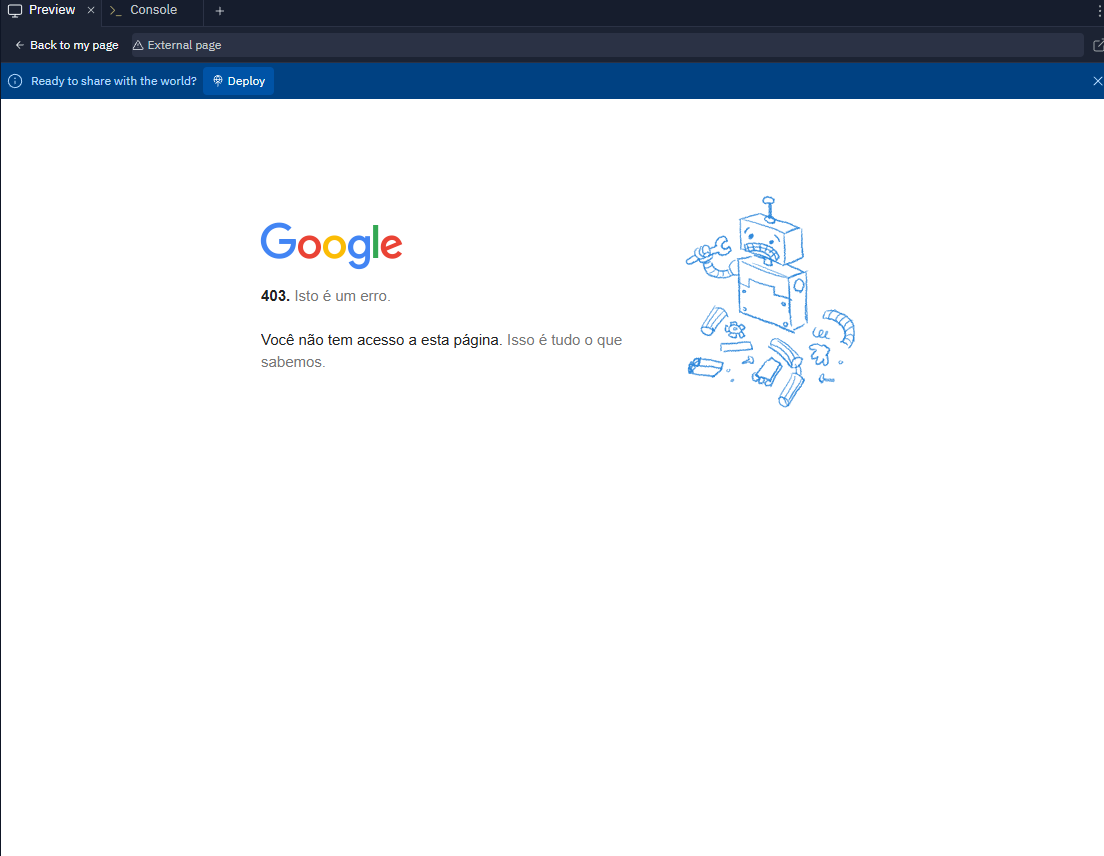 Preview
Console
Back to my page
External page
Ready to share with the world?
Deploy
Google
403. Isto é um erro.
Você não tem acesso a esta página. Isso é tudo o que
sabemos.